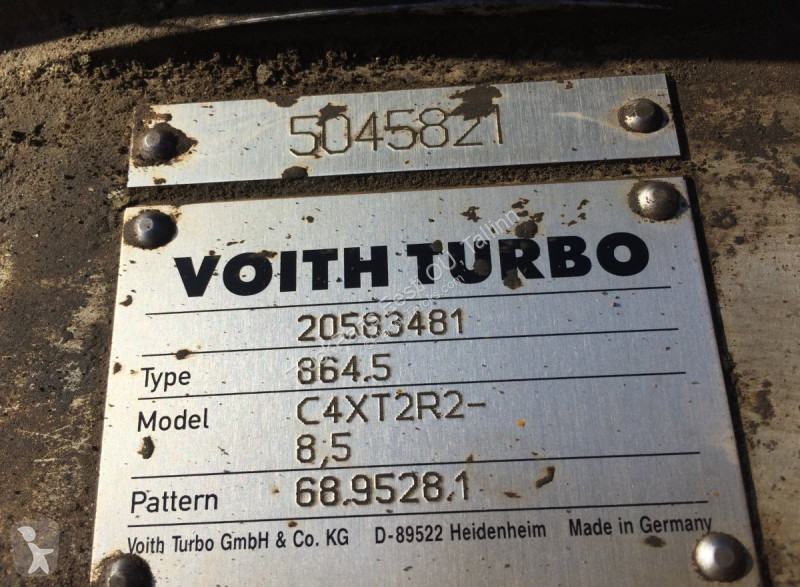 5045821
VOITH TURBO
20583481
Type 864.5
Model C4XT2R2-
8,5
Pattern 68.9528.1
Voith Turbo GmbH & Co. KG D-89522 Heidenheim Made in Germany